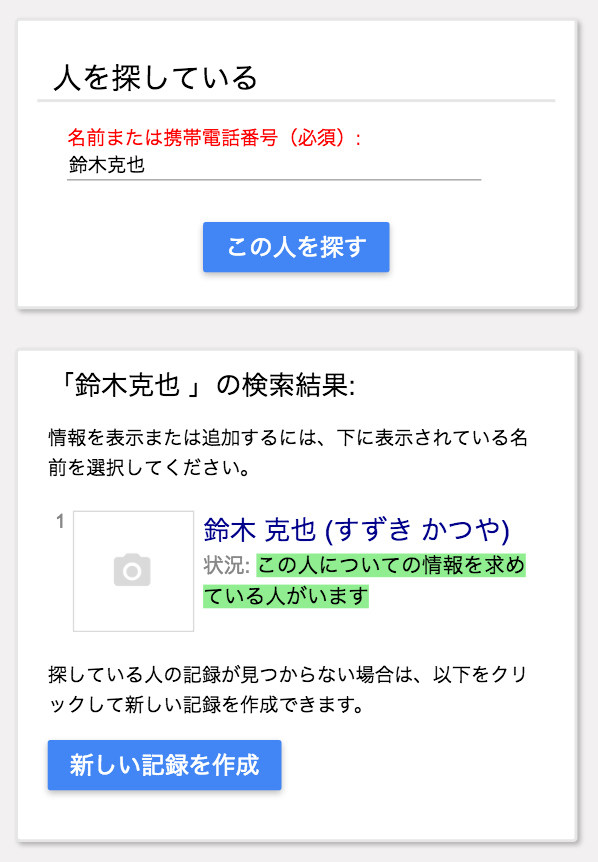 人を探している
名前または携帯電話番号（必須）:
鈴木克也
この人を探す
「鈴木克也 」の検索結果:
情報を表示または追加するには、下に表示されている名
前を選択してください。
1
鈴木 克也 (すずき かつや)
状況: この人についての情報を求め
ている人がいます
探している人の記録が見つからない場合は、以下をクリ
ックして新しい記録を作成できます。
新しい記録を作成